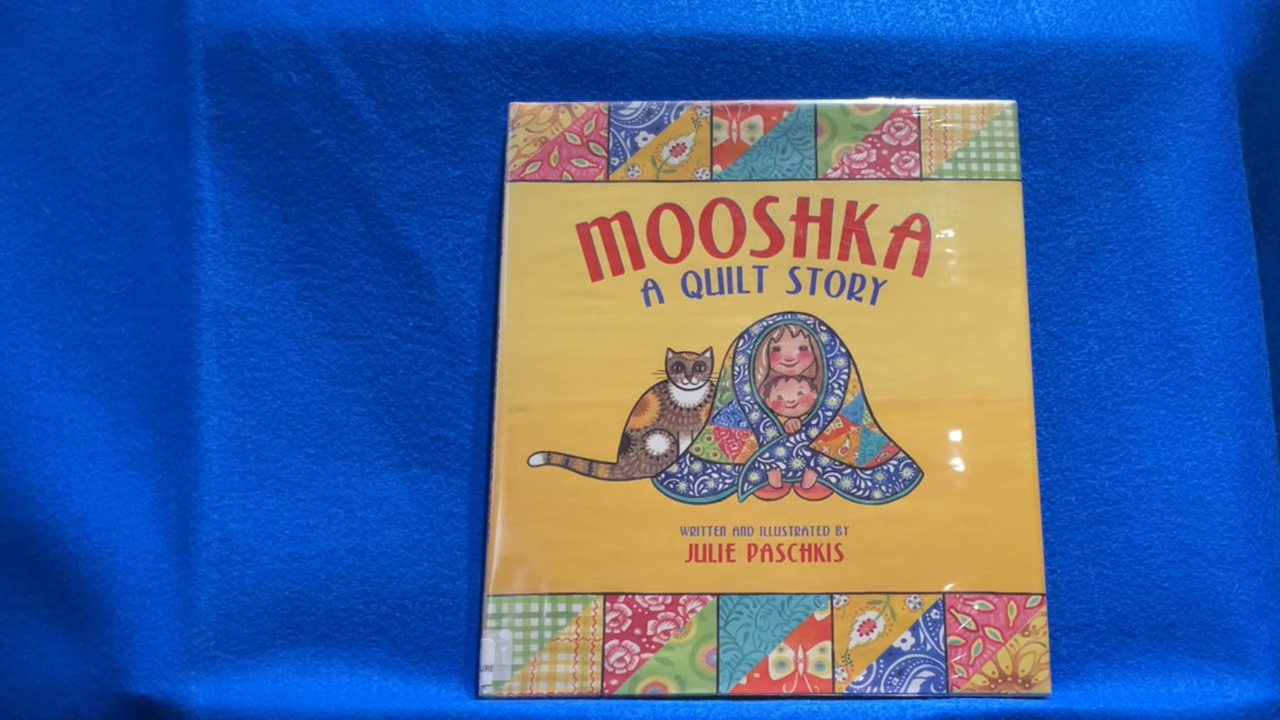 MOOSHKA
A QUILT STORY
WRITTEN AND ILLUSTRATED BY
JULIE PASCHKIS